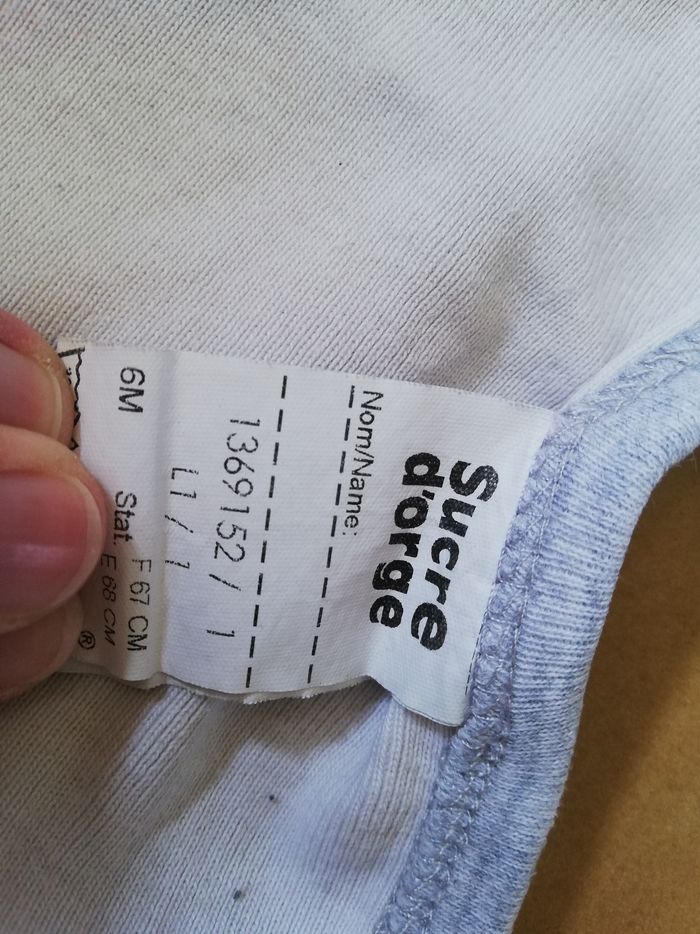 Sucre
d'orge
Nom/Name:
1369152 / 1
L1 / 1
6M
F 67 CM
Stat. E 68 CM
®